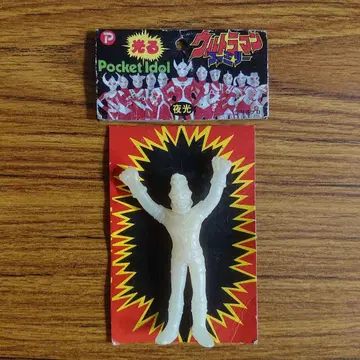 P
光る
Pocket Idol
ウルトラマン
ファミリー
夜光